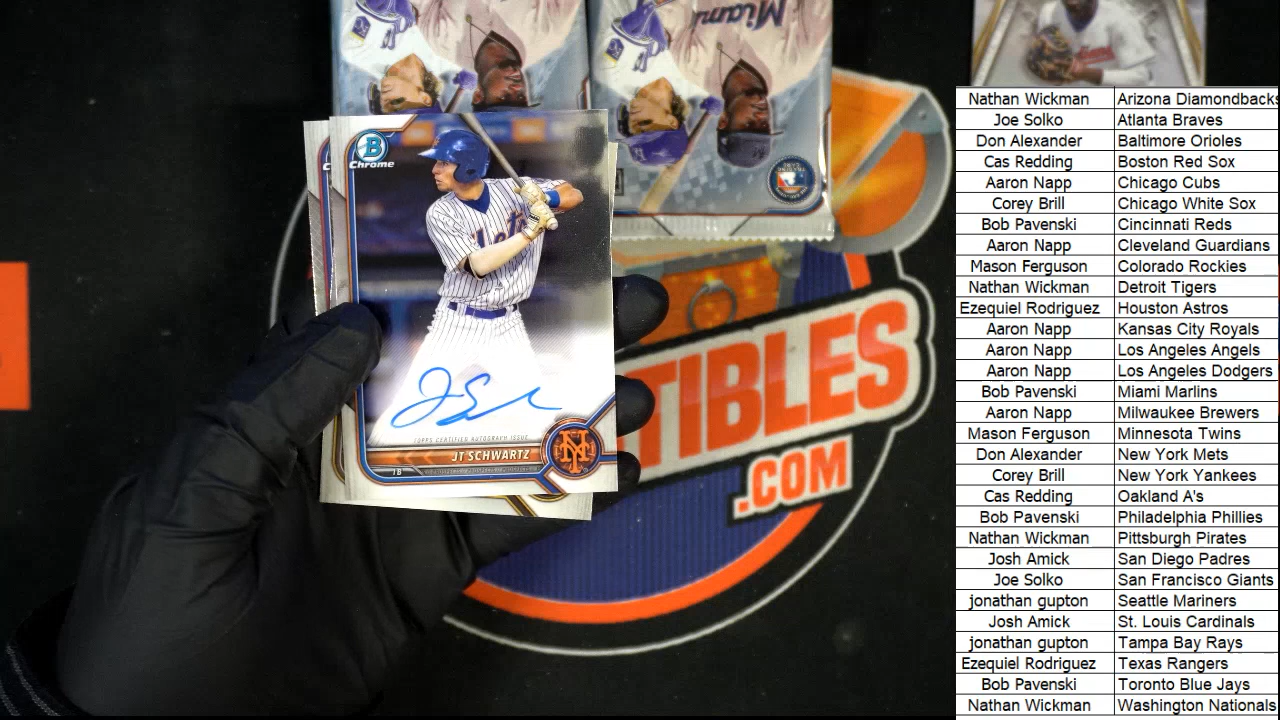 Miami
B
Chrome
Mets
TOPPS CERTIFIED AUTOGRAPH ISSUE
JT SCHWARTZ
1B
NY
TIBLES
.COM
Nathan Wickman Arizona Diamondbacks
Joe Solko Atlanta Braves
Don Alexander Baltimore Orioles
Cas Redding Boston Red Sox
Aaron Napp Chicago Cubs
Corey Brill Chicago White Sox
Bob Pavenski Cincinnati Reds
Aaron Napp Cleveland Guardians
Mason Ferguson Colorado Rockies
Nathan Wickman Detroit Tigers
Ezequiel Rodriguez Houston Astros
Aaron Napp Kansas City Royals
Aaron Napp Los Angeles Angels
Aaron Napp Los Angeles Dodgers
Bob Pavenski Miami Marlins
Aaron Napp Milwaukee Brewers
Mason Ferguson Minnesota Twins
Don Alexander New York Mets
Corey Brill New York Yankees
Cas Redding Oakland A's
Bob Pavenski Philadelphia Phillies
Nathan Wickman Pittsburgh Pirates
Josh Amick San Diego Padres
Joe Solko San Francisco Giants
jonathan gupton Seattle Mariners
Josh Amick St. Louis Cardinals
jonathan gupton Tampa Bay Rays
Ezequiel Rodriguez Texas Rangers
Bob Pavenski Toronto Blue Jays
Nathan Wickman Washington Nationals